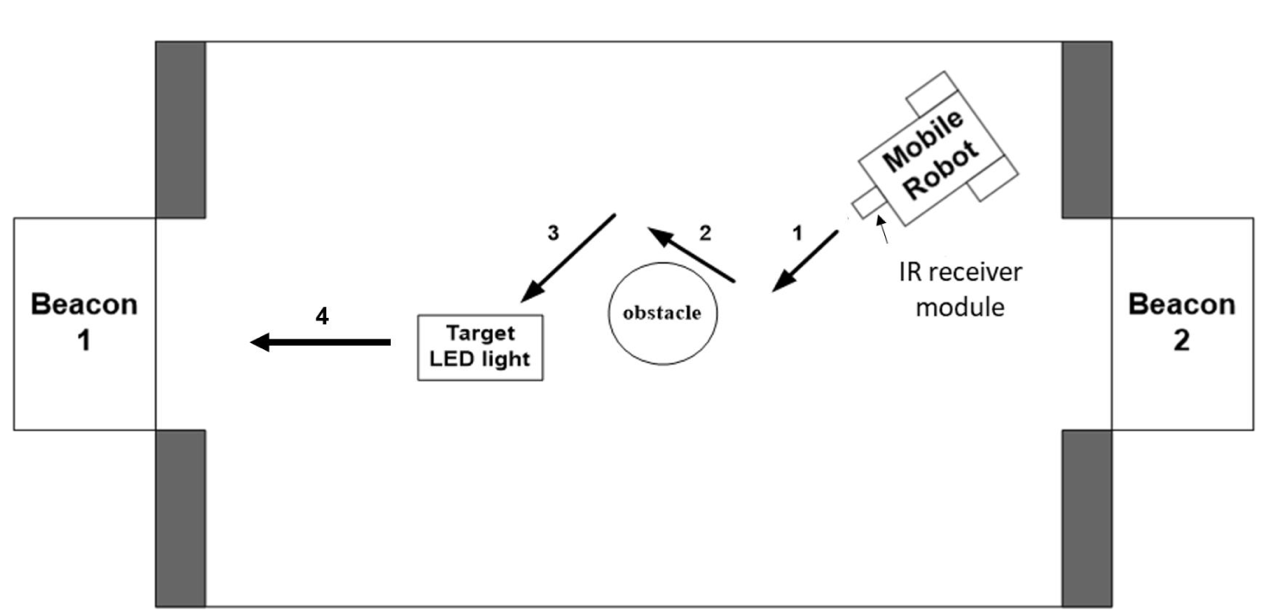 Mobile
Robot
3
2
1
IR receiver
module
Beacon
1
4
Target
LED light
obstacle
Beacon
2